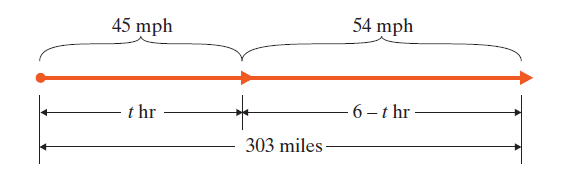 45 mph 54 mph
t hr 6 – t hr
303 miles